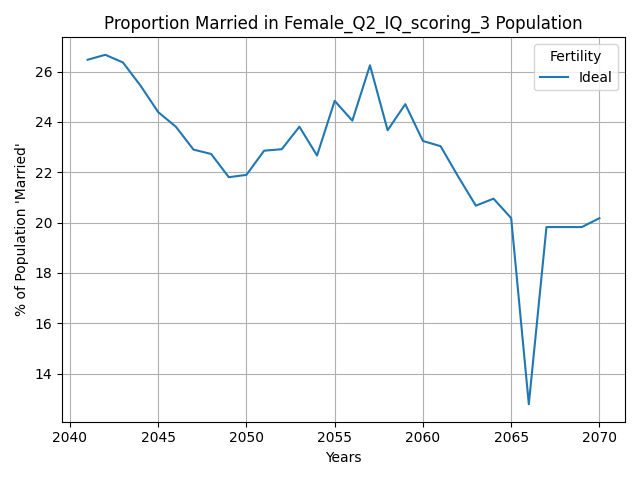 Proportion Married in Female_Q2_IQ_scoring_3 Population
Fertility
Ideal
% of Population 'Married'
26
24
22
20
18
16
14
2040
2045
2050
2055
2060
2065
2070
Years